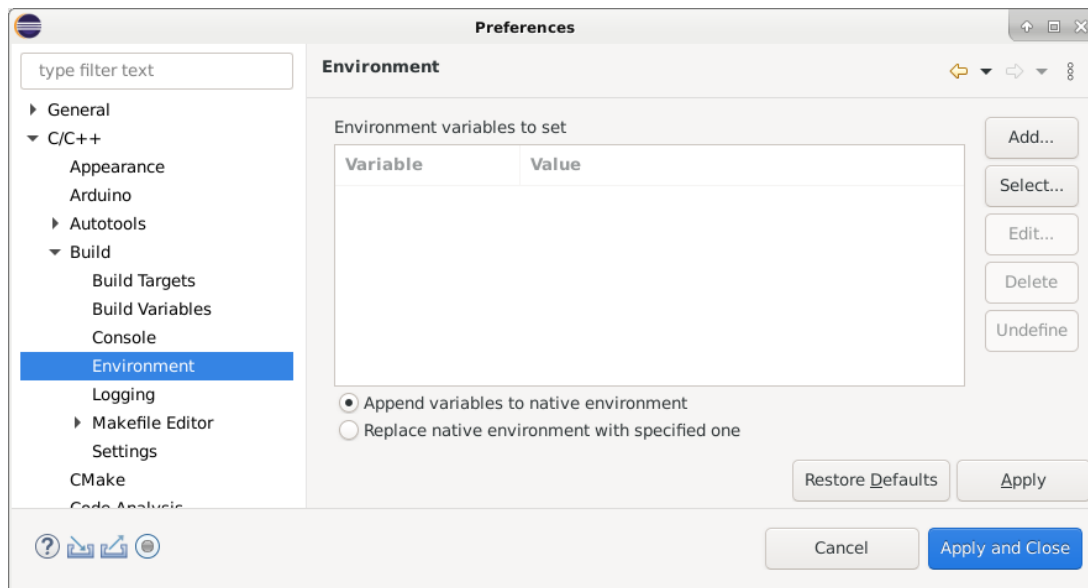 Preferences
type filter text
Environment
General
C/C++
Appearance
Arduino
Autotools
Build
Build Targets
Build Variables
Console
Environment
Logging
Makefile Editor
Settings
CMake
Code Analysis
Environment variables to set
Variable Value
Add...
Select...
Edit...
Delete
Undefine
Append variables to native environment
Replace native environment with specified one
Restore Defaults Apply
? Cancel Apply and Close